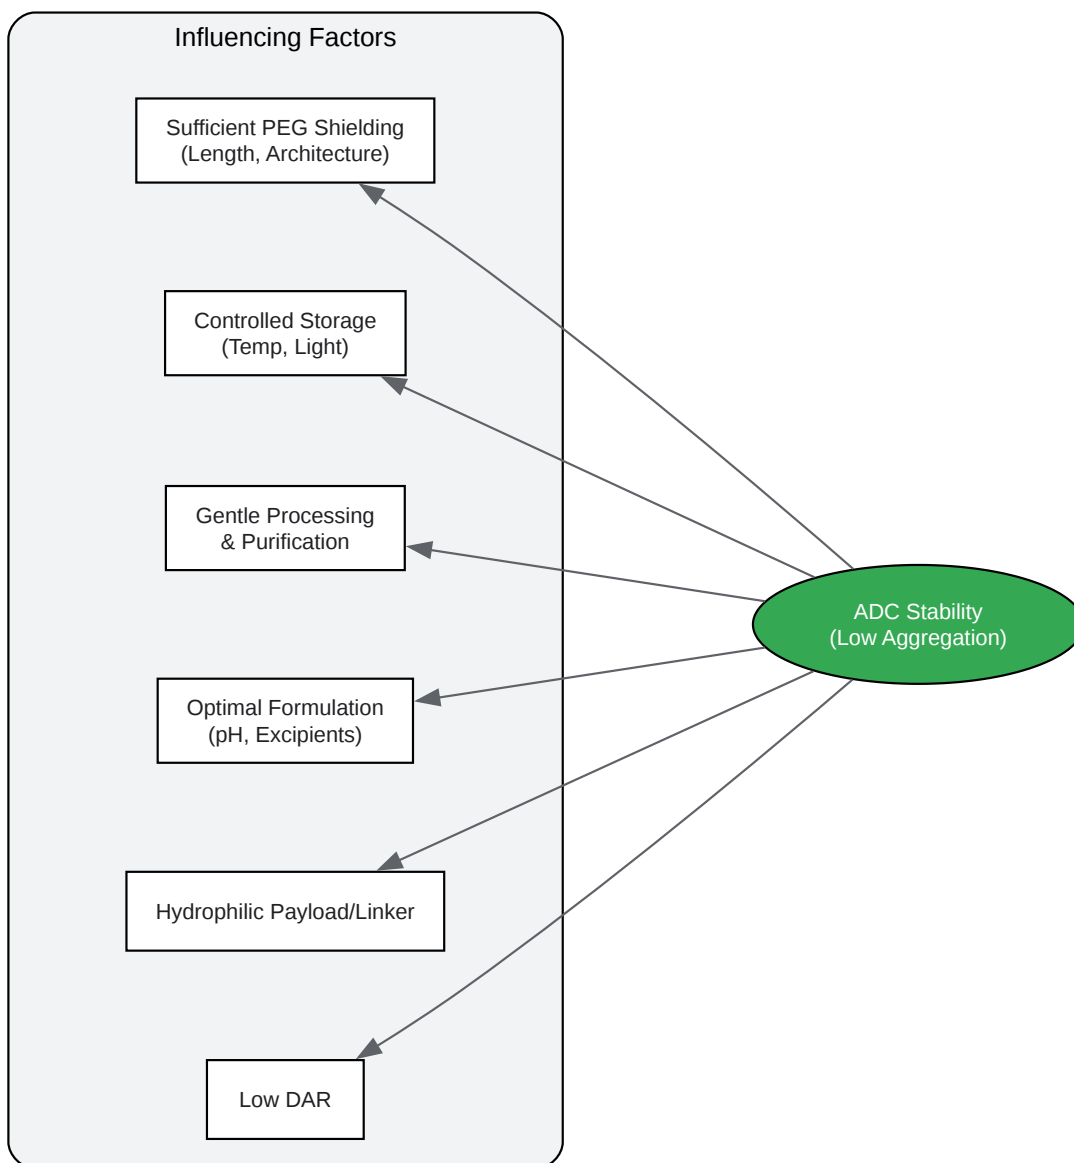 Influencing Factors
Sufficient PEG Shielding
(Length, Architecture)
Controlled Storage
(Temp, Light)
Gentle Processing
& Purification
ADC Stability
(Low Aggregation)
Optimal Formulation
(pH, Excipients)
Hydrophilic Payload/Linker
Low DAR